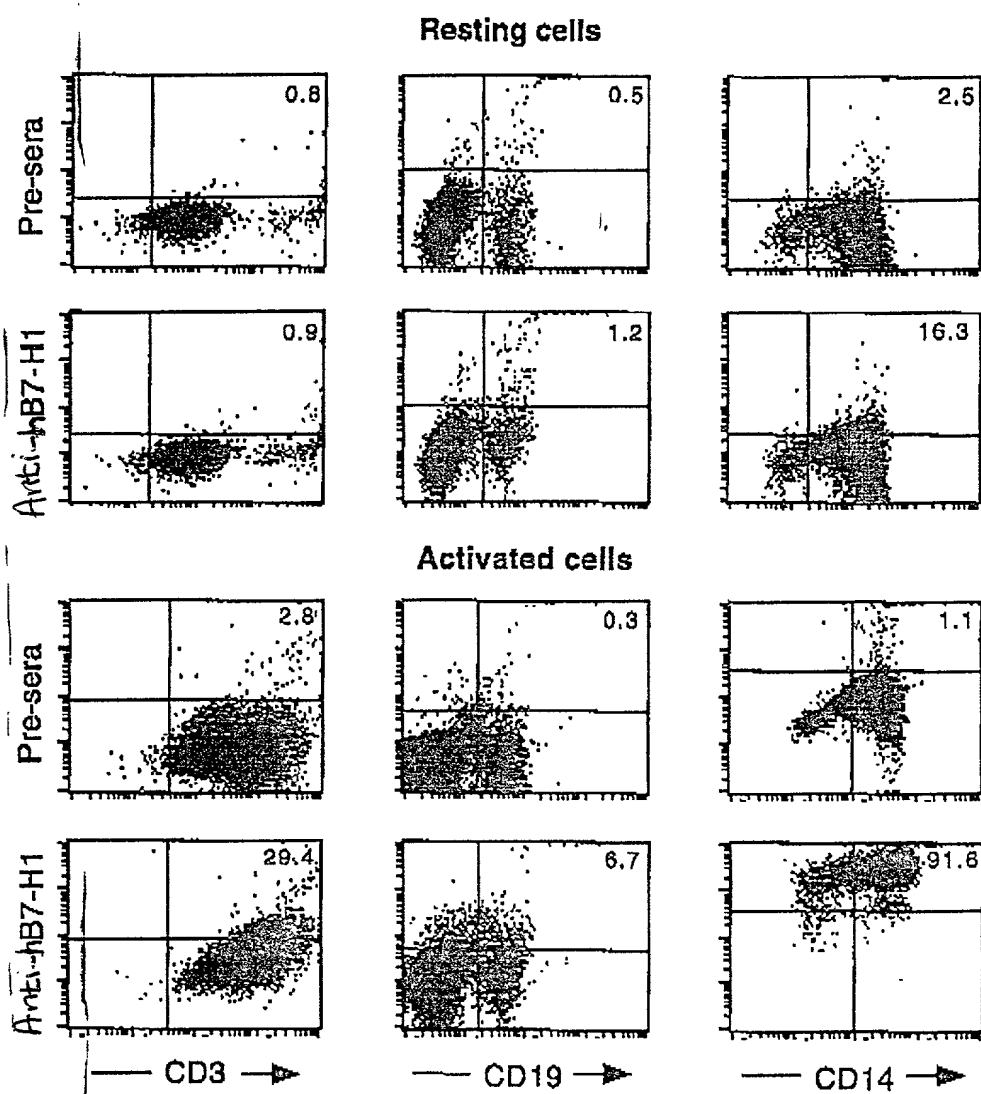 Resting cells
Pre-sera
0.8
0.5
2.5
Anti-hB7-H1
0.9
1.2
16.3
Activated cells
Pre-sera
2.8
0.3
1.1
Anti-hB7-H1
29.4
6.7
91.6
CD3
CD19
CD14